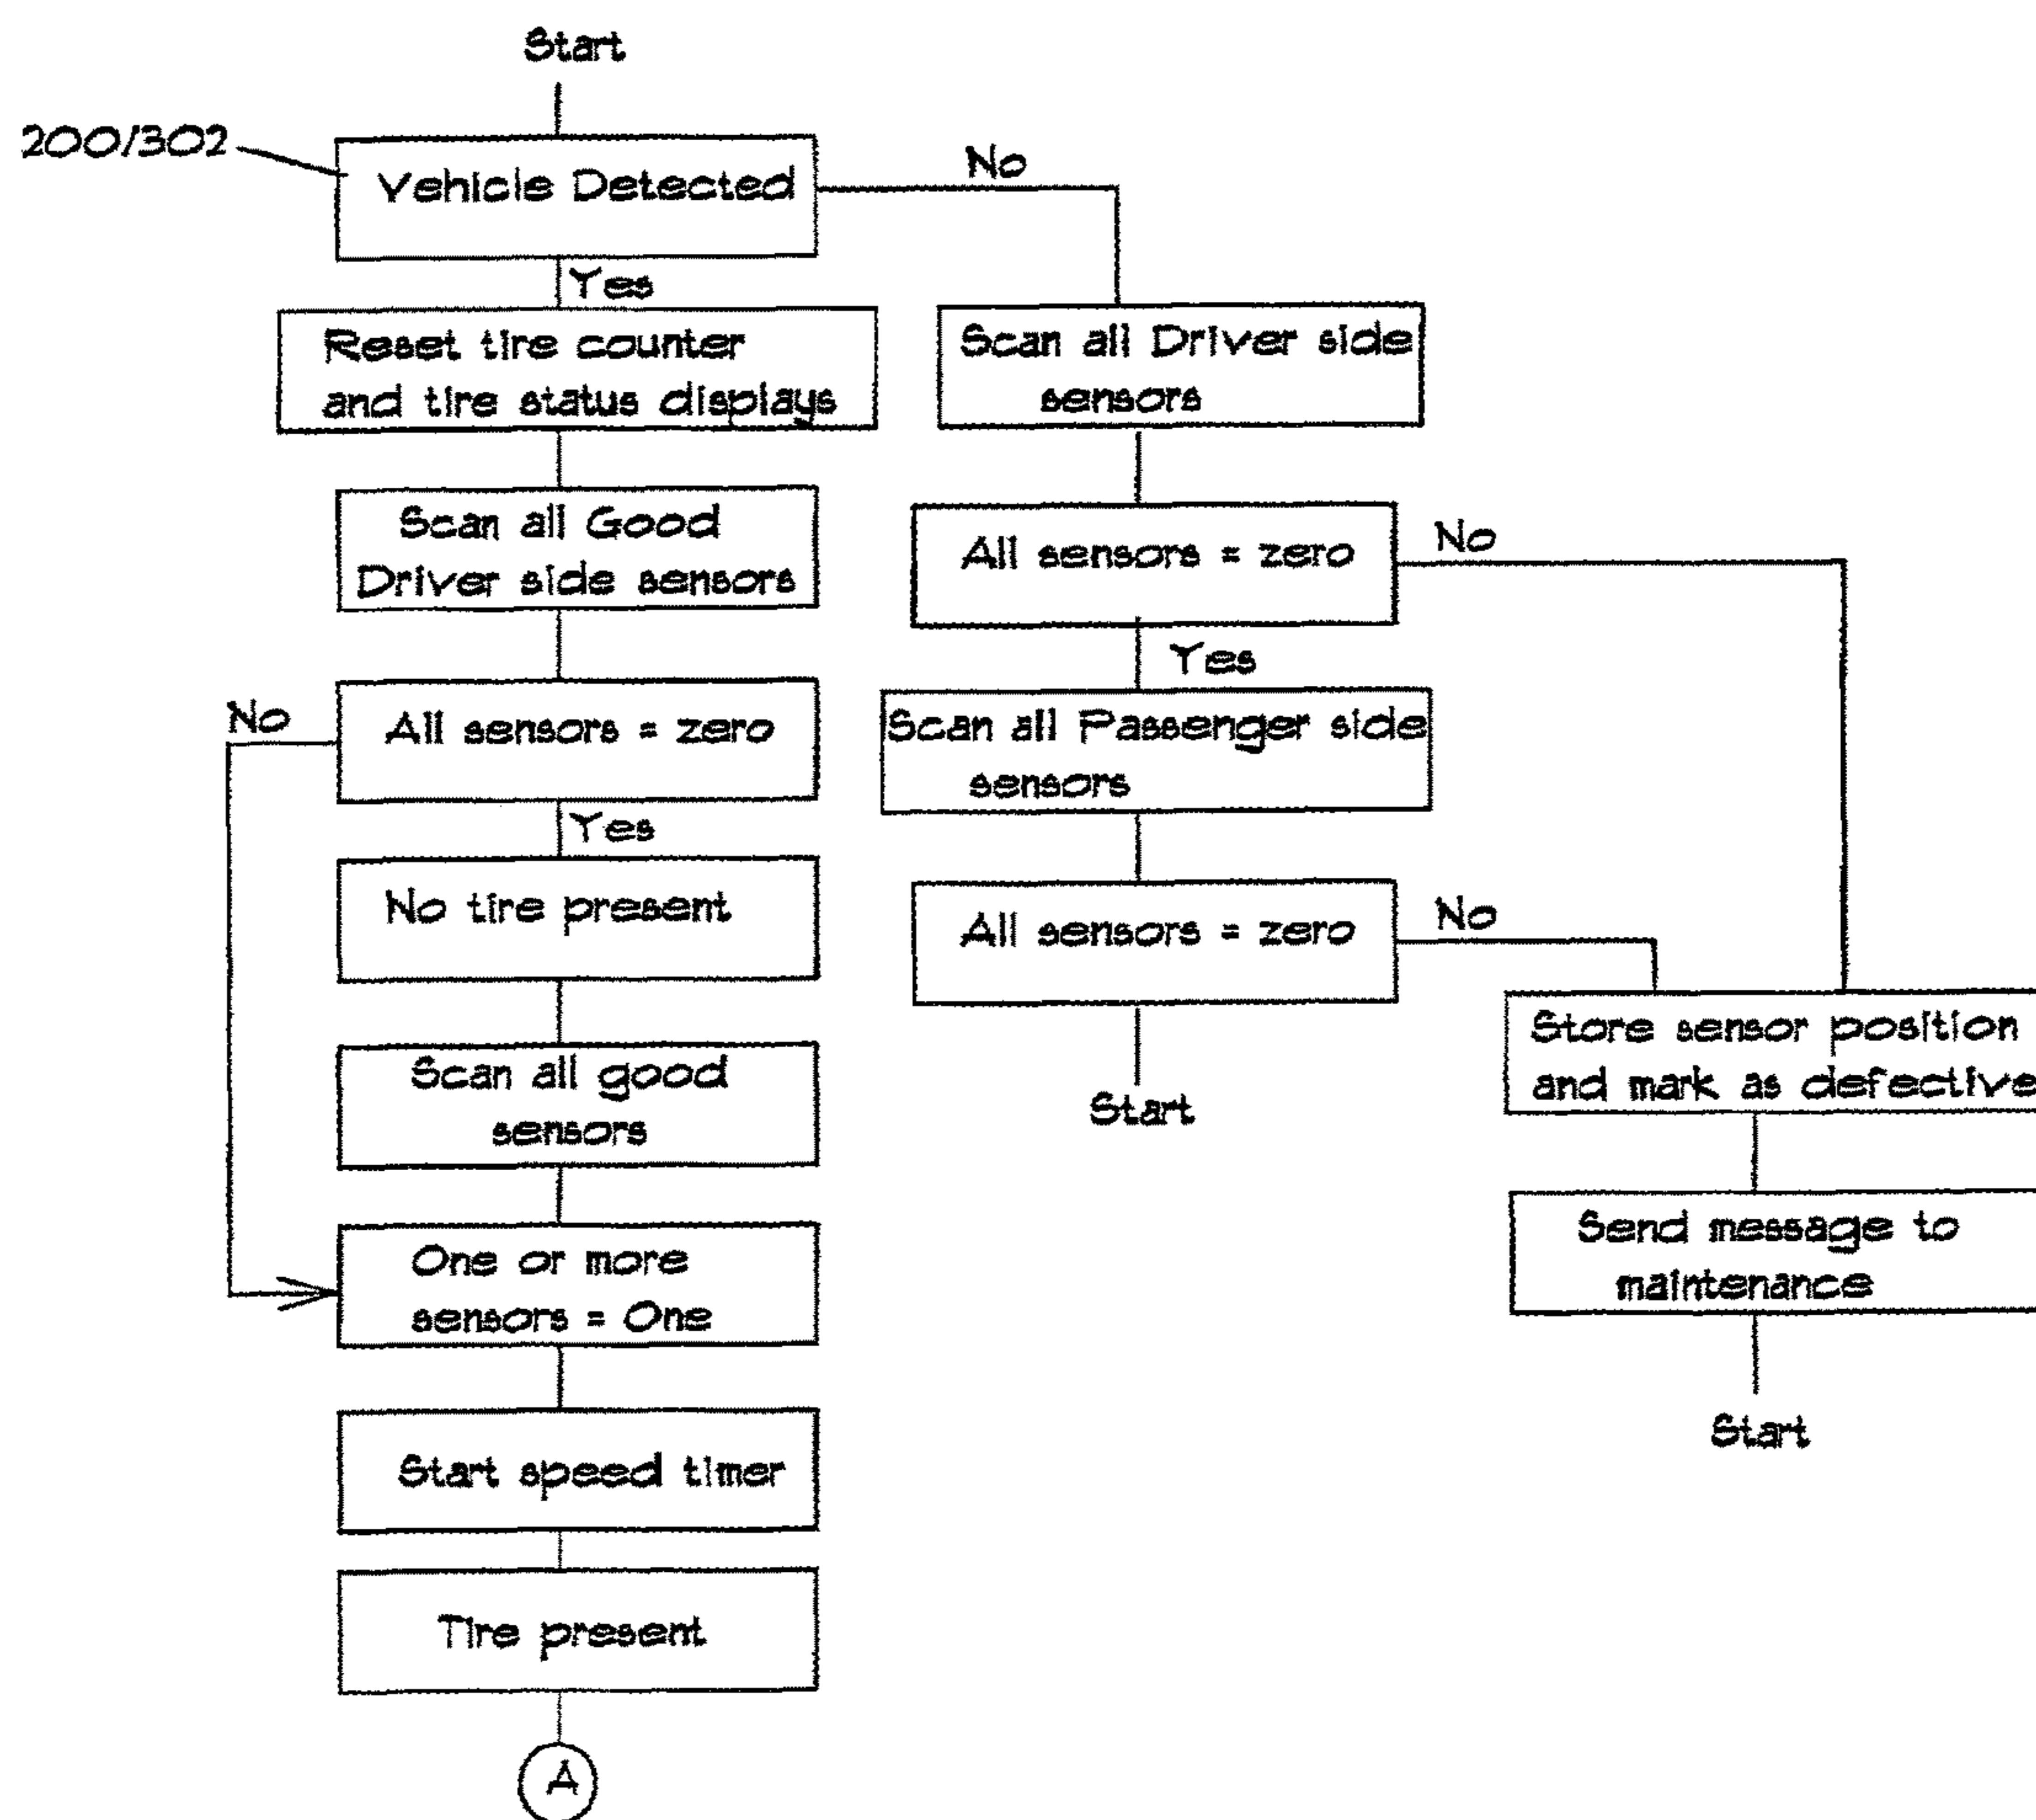 Start
200/302
Vehicle Detected
No
Yes
Reset tire counter
and tire status displays
Scan all Good
Driver side sensors
No
All sensors = zero
Yes
No tire present
Scan all good
sensors
One or more
sensors = One
Start speed timer
Tire present
A
Scan all Driver side
sensors
All sensors = zero
No
Yes
Scan all Passenger side
sensors
All sensors = zero
No
Start
Store sensor position
and mark as defective
Send message to
maintenance
Start